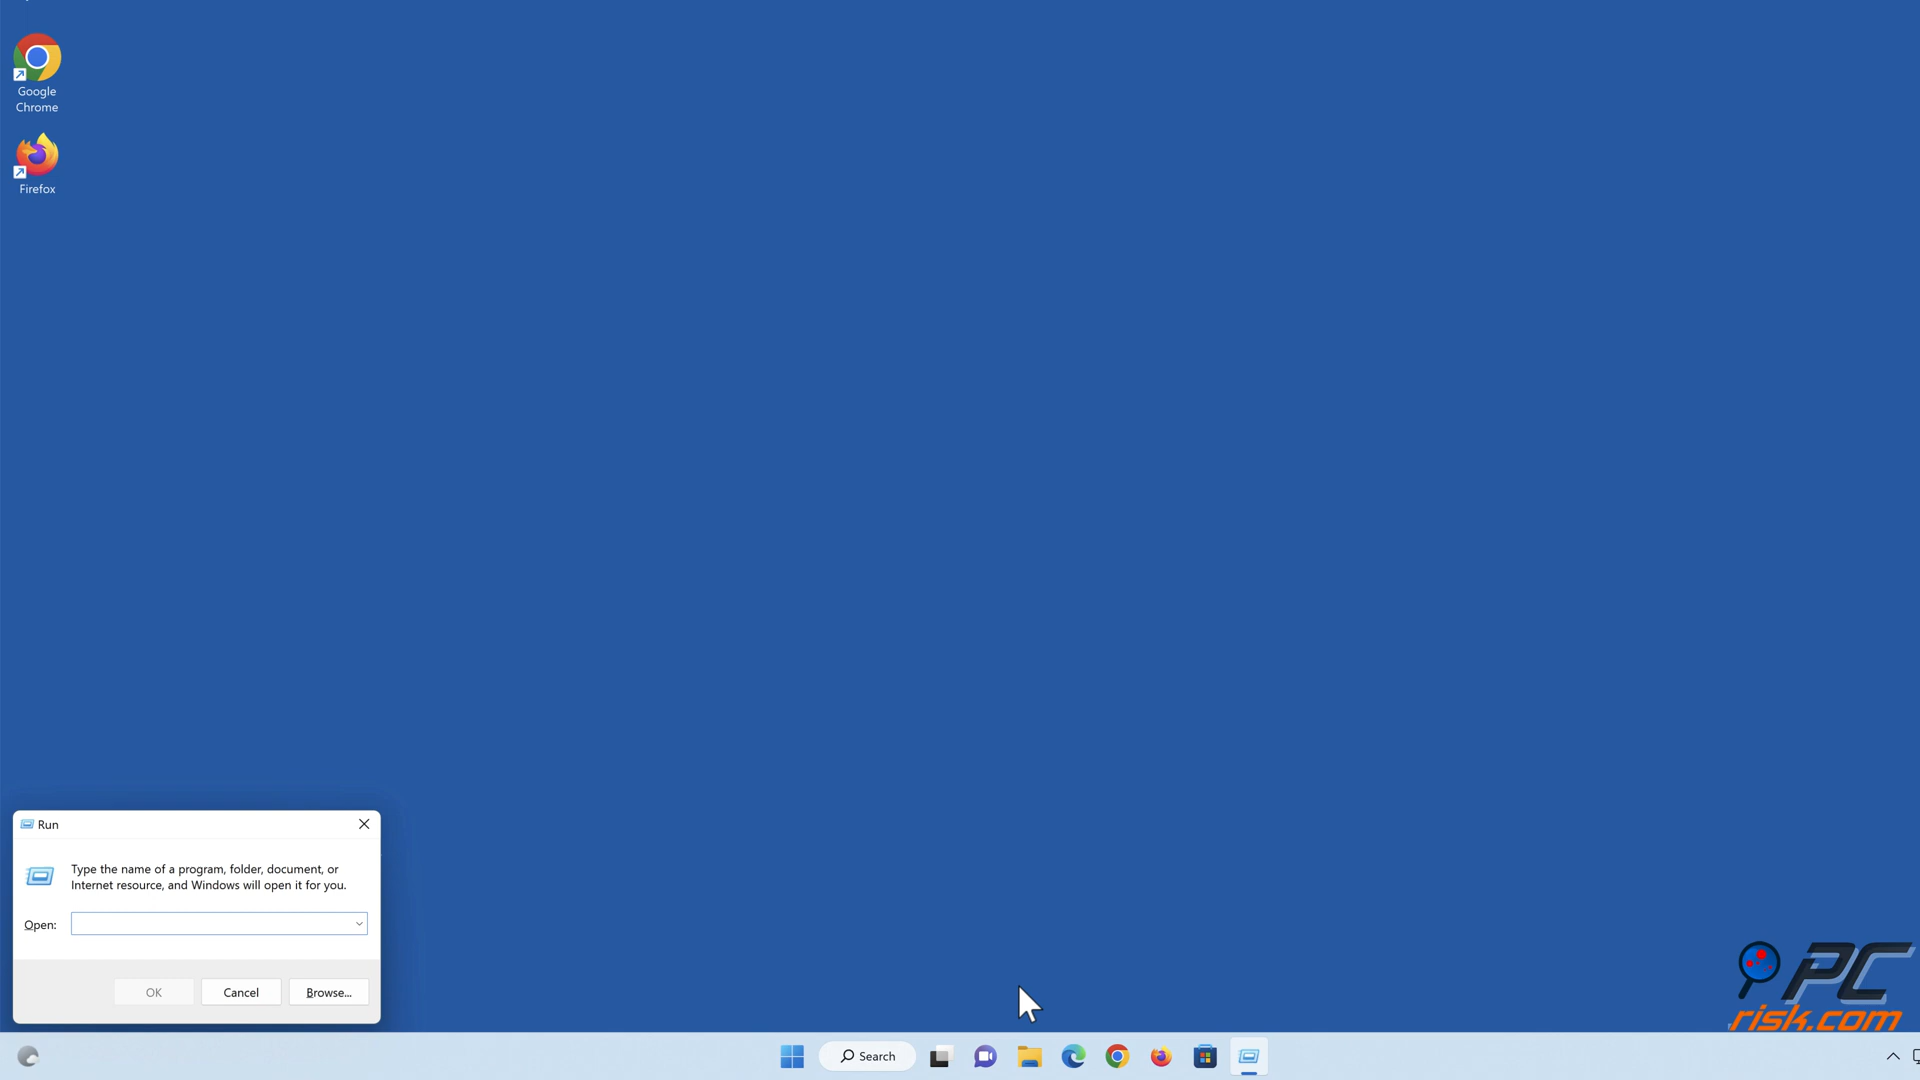 Google
Chrome
Firefox
Run
Type the name of a program, folder, document, or
Internet resource, and Windows will open it for you.
Open:
OK
Cancel
Browse...
Search
PC
risk.com